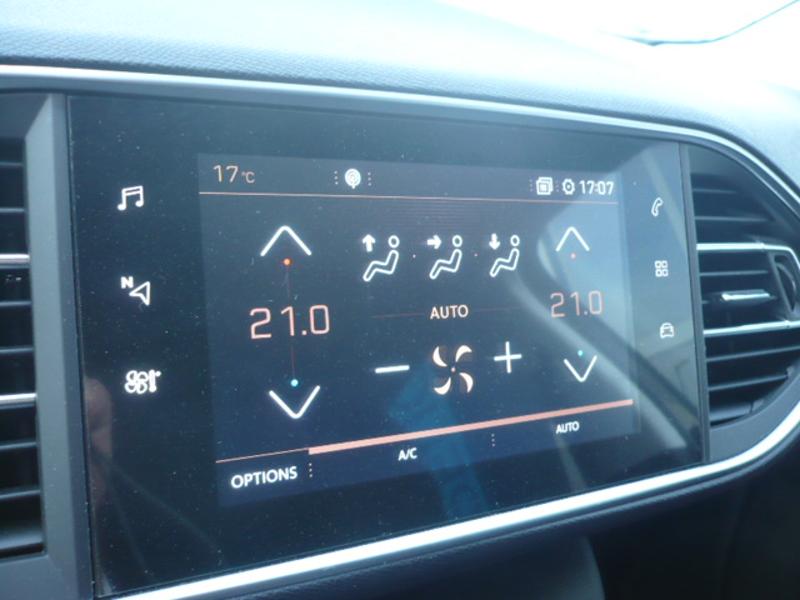 17°C 17:07
N
21.0 AUTO 21.0
OPTIONS A/C AUTO